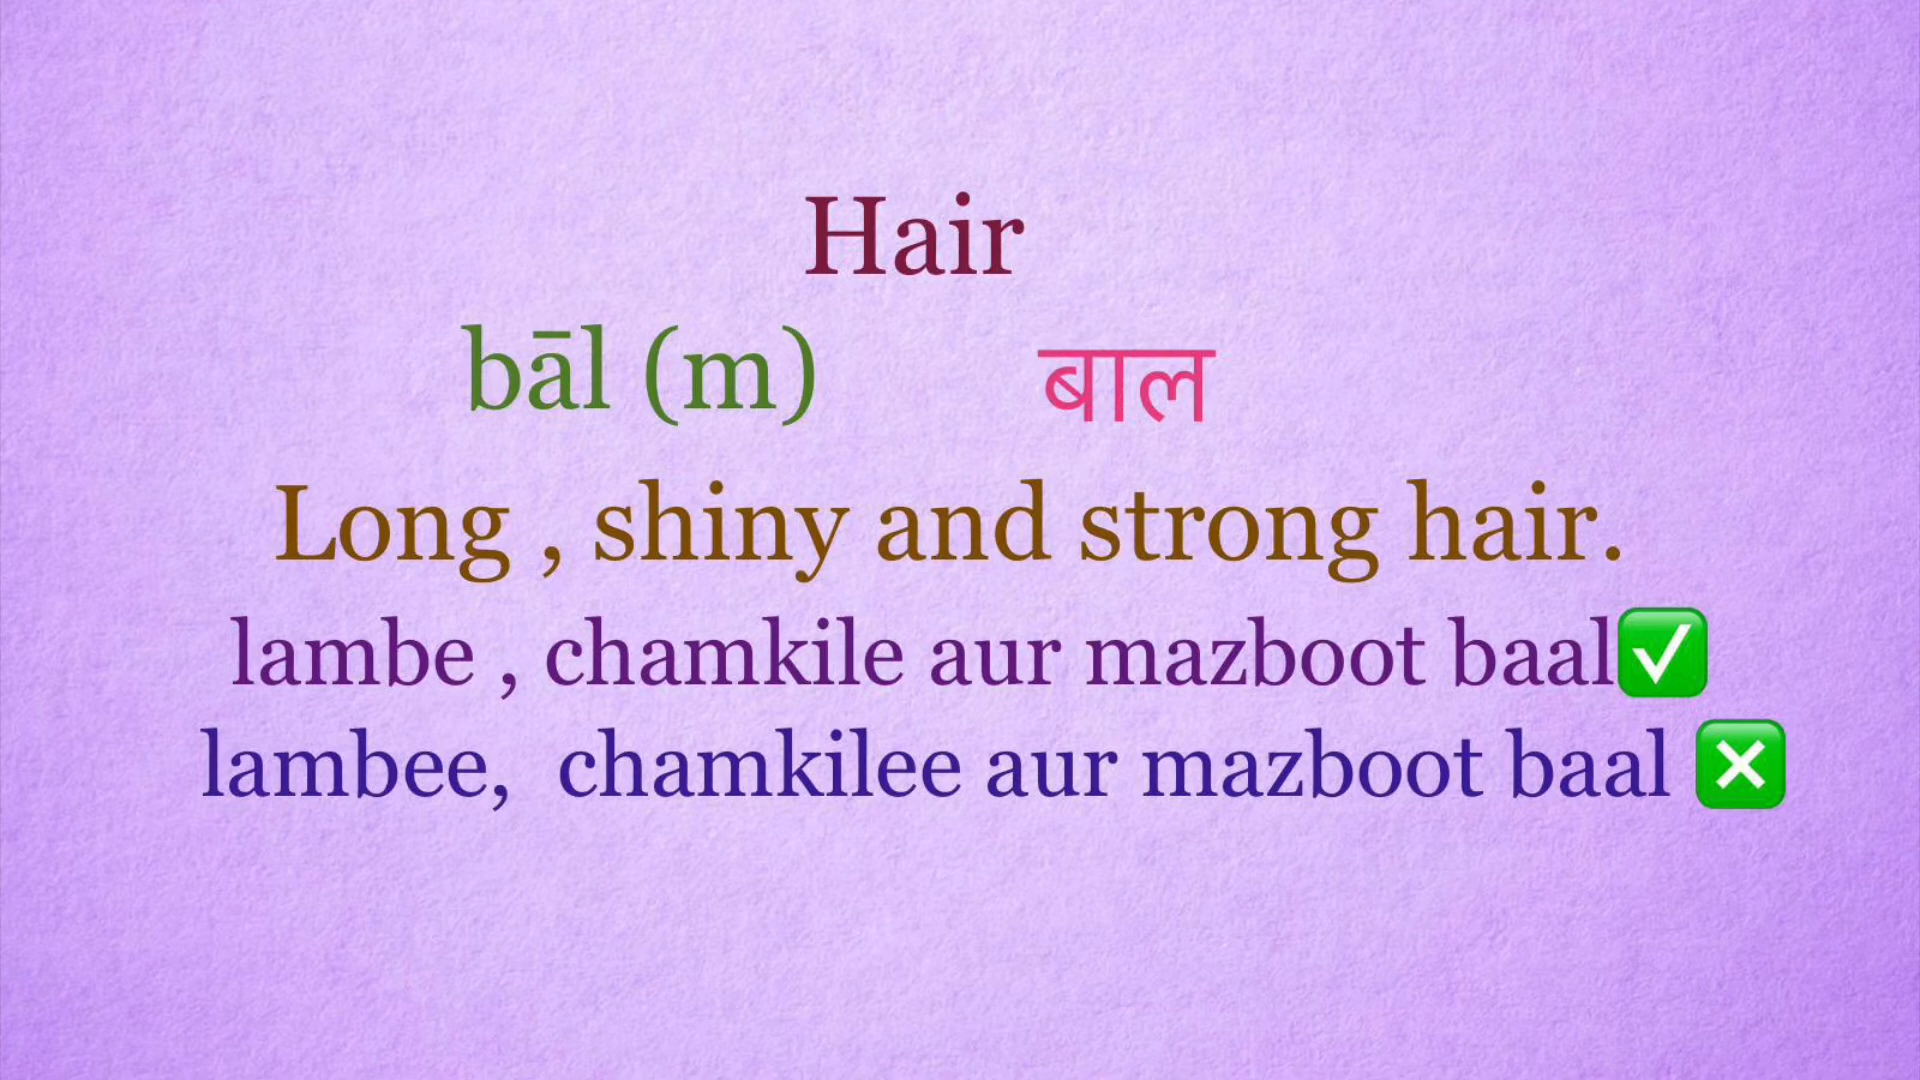 Hair
bāl (m) बाल
Long , shiny and strong hair.
lambe , chamkile aur mazboot baal✅
lambee, chamkilee aur mazboot baal ❎